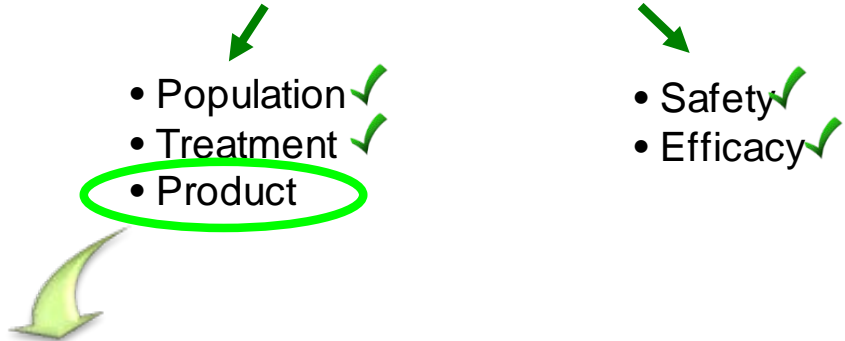 • Population
• Treatment
• Product
• Safety
• Efficacy